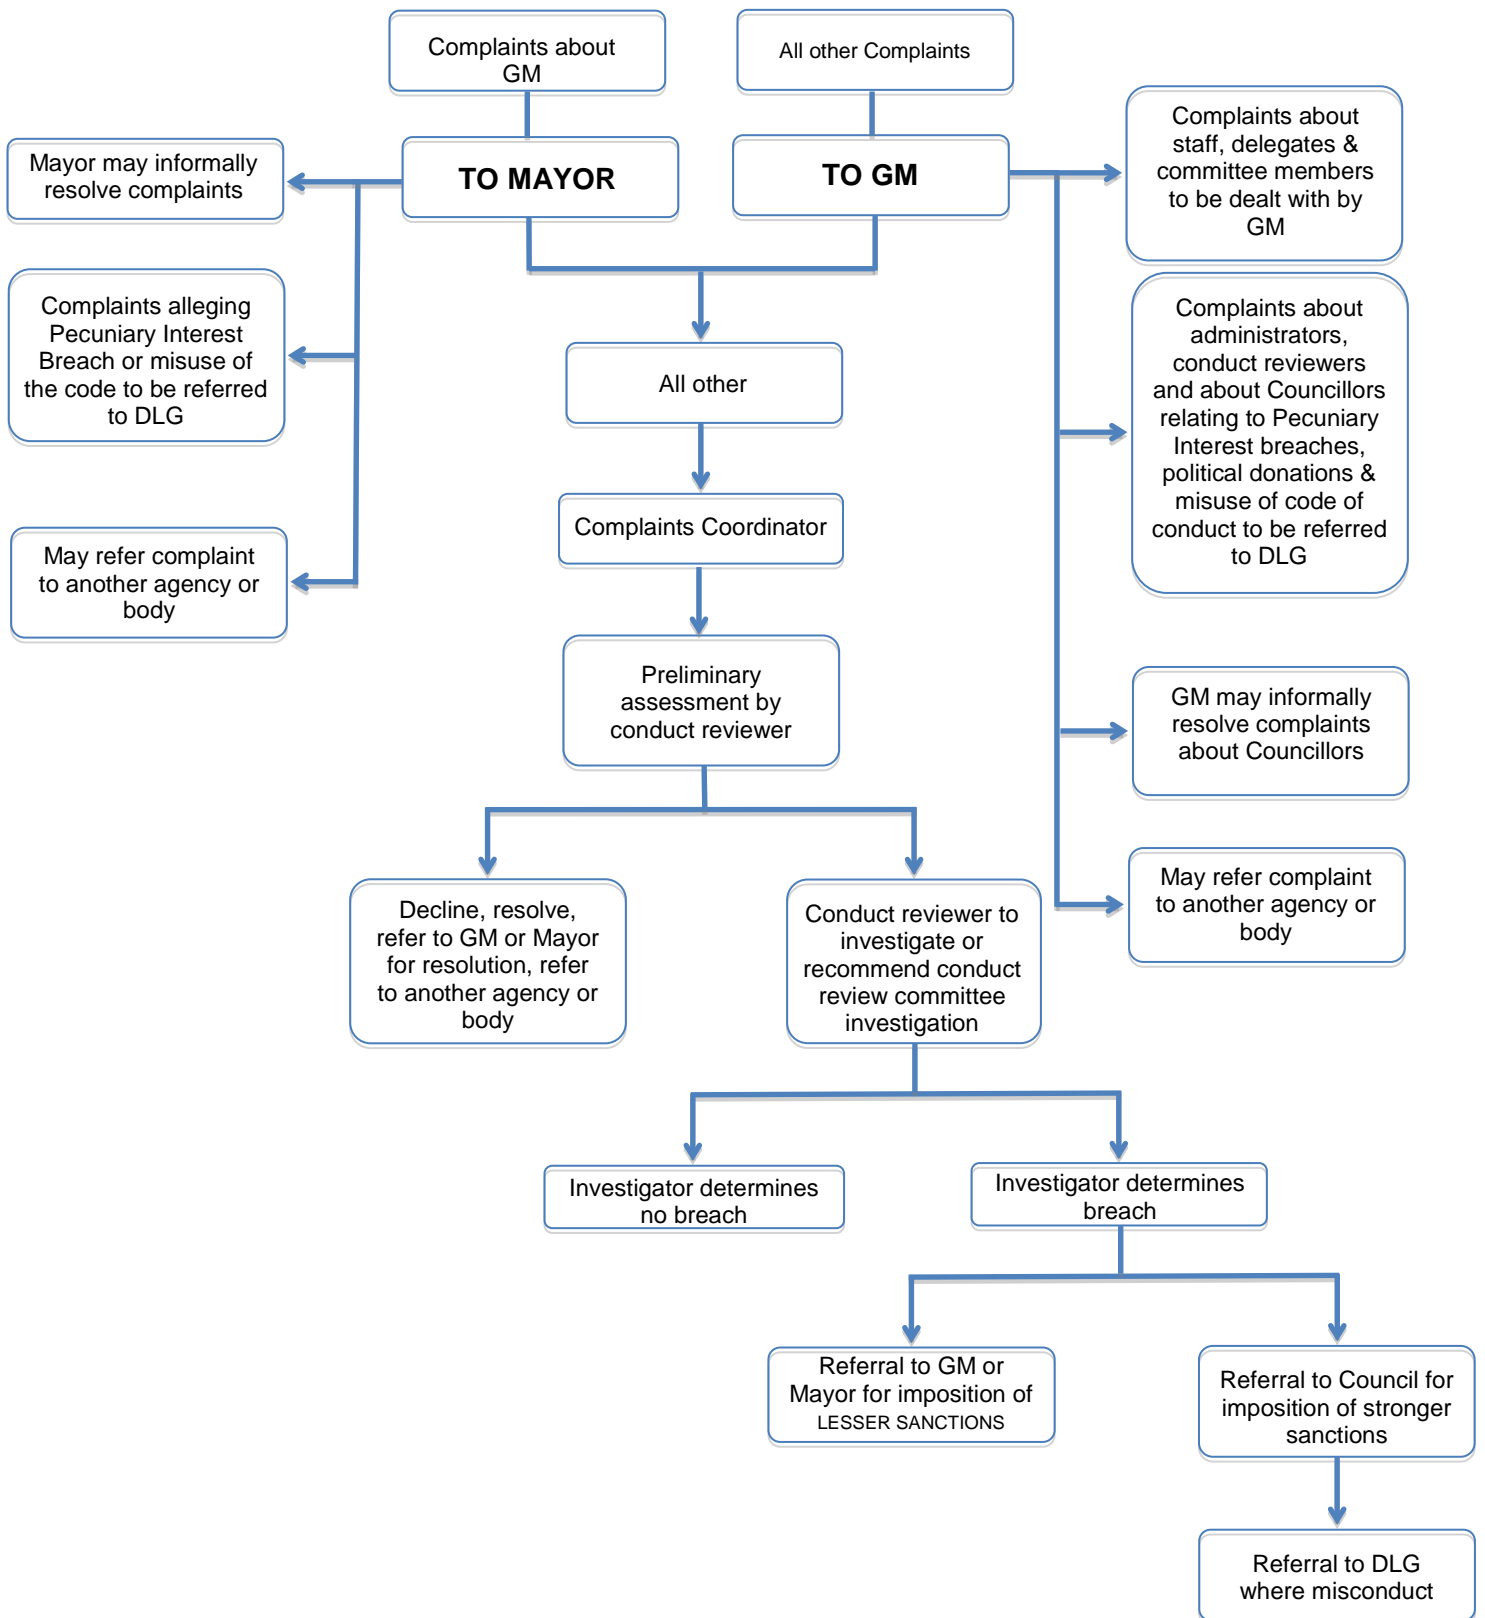 Complaints about
GM
All other Complaints
Mayor may informally
resolve complaints
TO MAYOR
TO GM
Complaints about
staff, delegates &
committee members
to be dealt with by
GM
Complaints alleging
Pecuniary Interest
Breach or misuse of
the code to be referred
to DLG
All other
Complaints about
administrators,
conduct reviewers
and about Councillors
relating to Pecuniary
Interest breaches,
political donations &
misuse of code of
conduct to be referred
to DLG
May refer complaint
to another agency or
body
Complaints Coordinator
Preliminary
assessment by
conduct reviewer
GM may informally
resolve complaints
about Councillors
May refer complaint
to another agency or
body
Decline, resolve,
refer to GM or Mayor
for resolution, refer
to another agency or
body
Conduct reviewer to
investigate or
recommend conduct
review committee
investigation
Investigator determines
no breach
Investigator determines
breach
Referral to GM or
Mayor for imposition of
LESSER SANCTIONS
Referral to Council for
imposition of stronger
sanctions
Referral to DLG
where misconduct